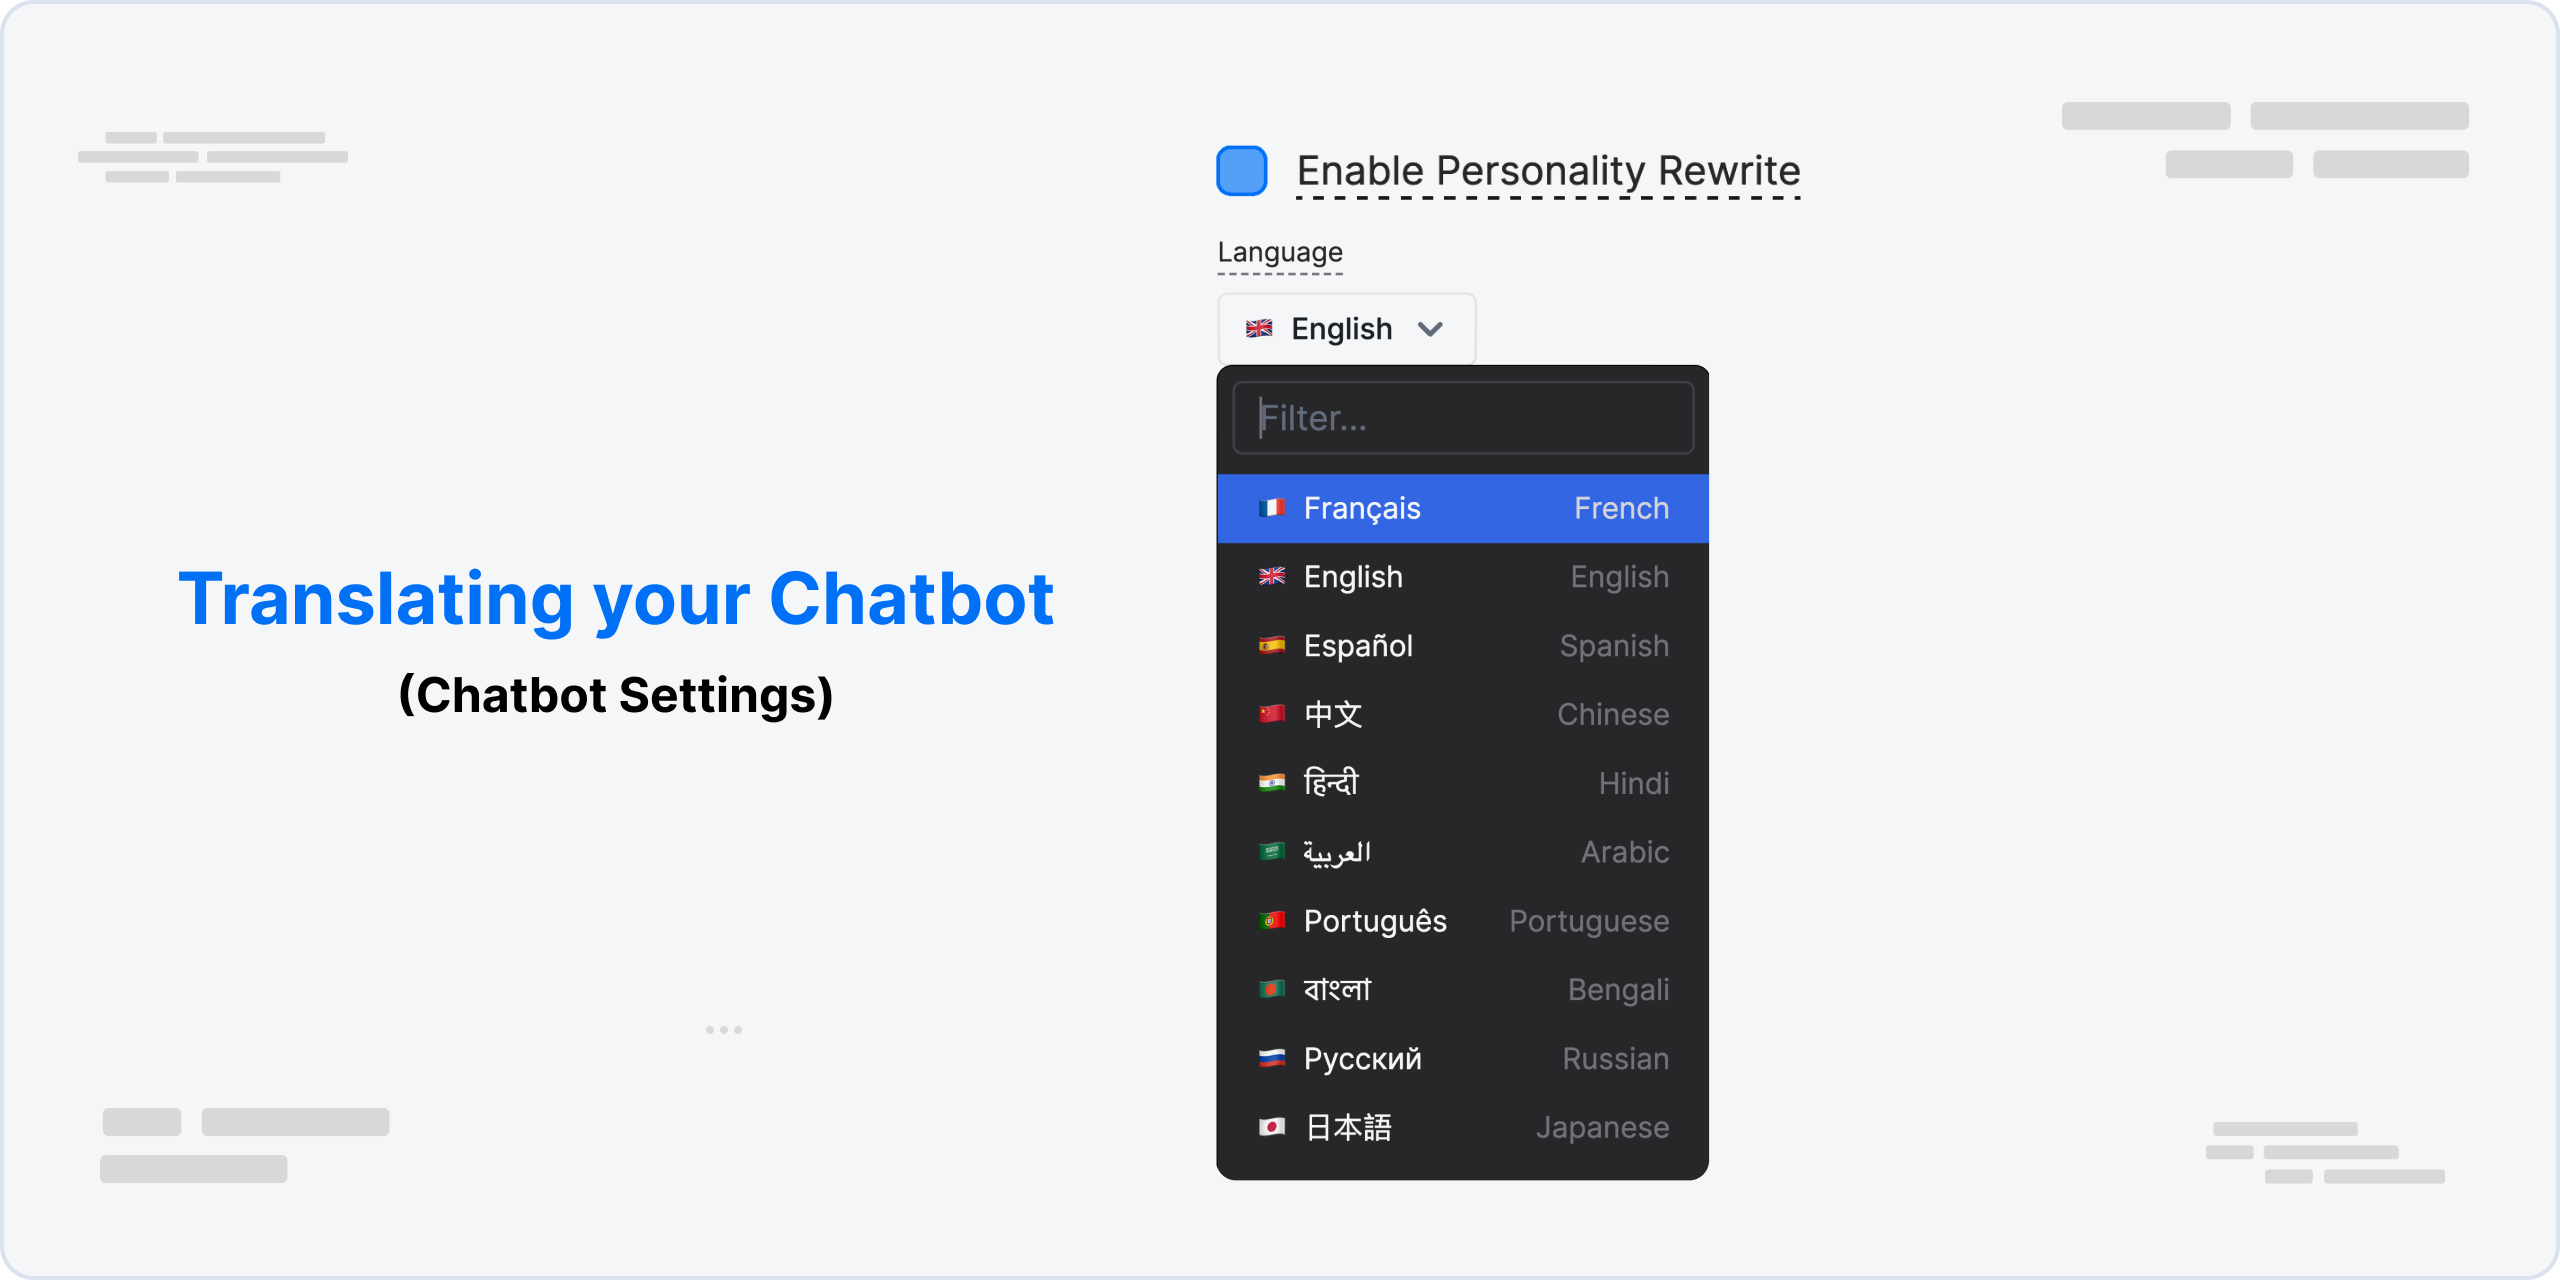 Translating your Chatbot
(Chatbot Settings)
Enable Personality Rewrite
Language
English
Filter...
Français French
English English
Español Spanish
中文 Chinese
हिन्दी Hindi
العربية Arabic
Português Portuguese
বাংলা Bengali
Русский Russian
日本語 Japanese